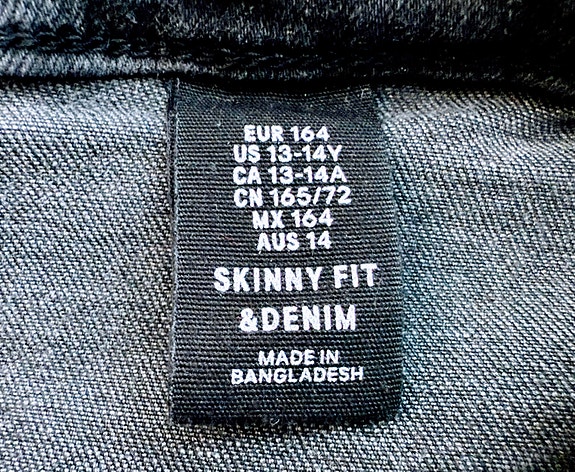 EUR 164
US 13-14Y
CA 13-14A
CN 165/72
MX 164
AUS 14
SKINNY FIT
&DENIM
MADE IN
BANGLADESH